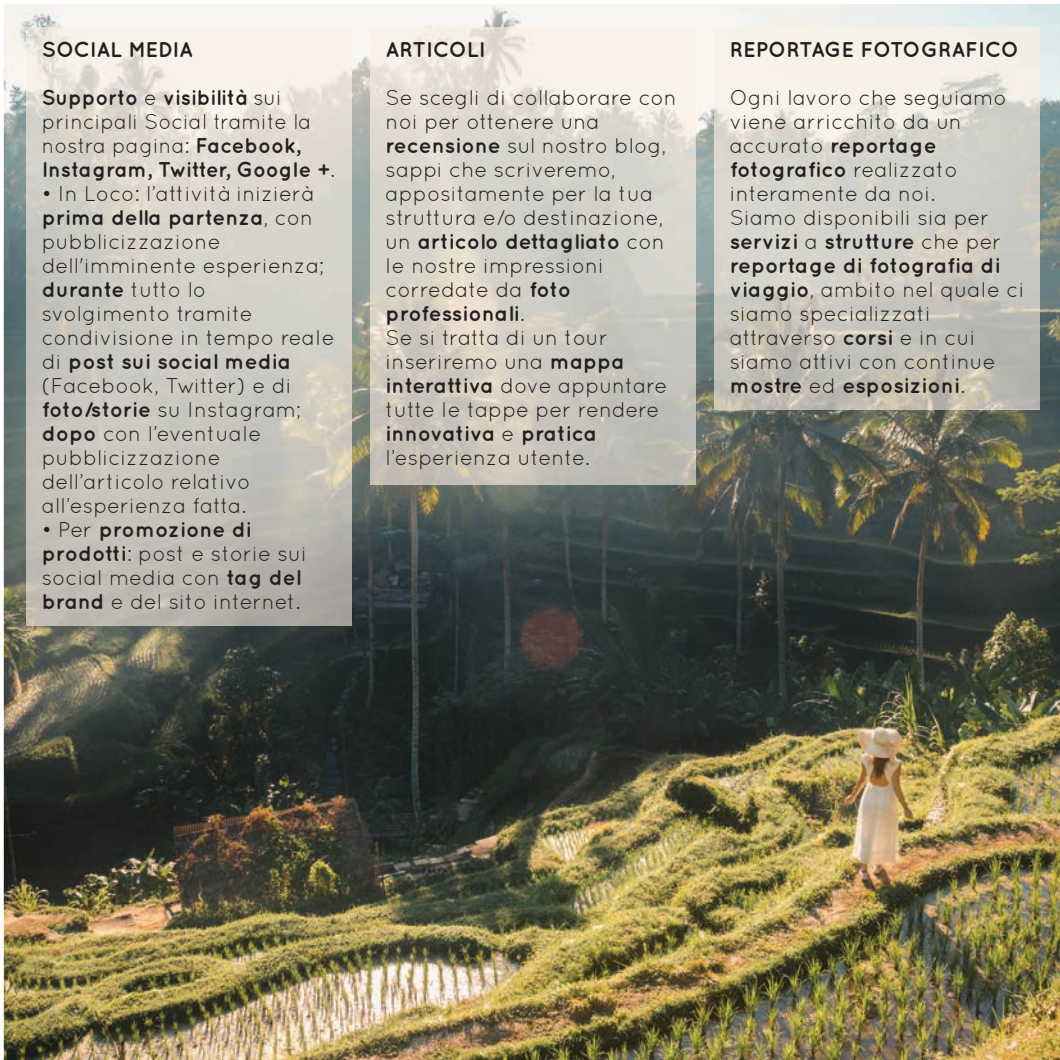 SOCIAL MEDIA
Supporto e visibilità sui
principali Social tramite la
nostra pagina: Facebook,
Instagram, Twitter, Google +.
• In Loco: l'attività inizierà
prima della partenza, con
pubblicizzazione
dell'imminente esperienza;
durante tutto lo
svolgimento tramite
condivisione in tempo reale
di post sui social media
(Facebook, Twitter) e di
foto/storie su Instagram;
dopo con l'eventuale
pubblicizzazione
dell'articolo relativo
all'esperienza fatta.
• Per promozione di
prodotti: post e storie sui
social media con tag del
brand e del sito internet.
ARTICOLI
Se scegli di collaborare con
noi per ottenere una
recensione sul nostro blog,
sappi che scriveremo,
appositamente per la tua
struttura e/o destinazione,
un articolo dettagliato con
le nostre impressioni
corredate da foto
professionali.
Se si tratta di un tour
inseriremo una mappa
interattiva dove appuntare
tutte le tappe per rendere
innovativa e pratica
l'esperienza utente.
REPORTAGE FOTOGRAFICO
Ogni lavoro che seguiamo
viene arricchito da un
accurato reportage
fotografico realizzato
interamente da noi.
Siamo disponibili sia per
servizi a strutture che per
reportage di fotografia di
viaggio, ambito nel quale ci
siamo specializzati
attraverso corsi e in cui
siamo attivi con continue
mostre ed esposizioni.